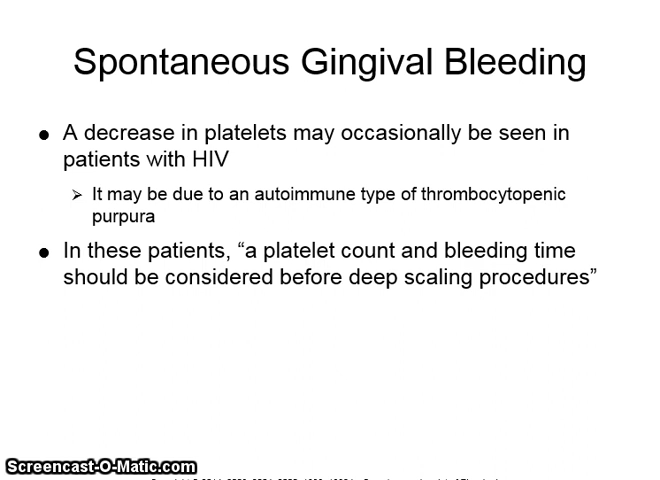 Spontaneous Gingival Bleeding
● A decrease in platelets may occasionally be seen in
patients with HIV
➢ It may be due to an autoimmune type of thrombocytopenic
purpura
● In these patients, “a platelet count and bleeding time
should be considered before deep scaling procedures”
Screencast-O-Matic.com